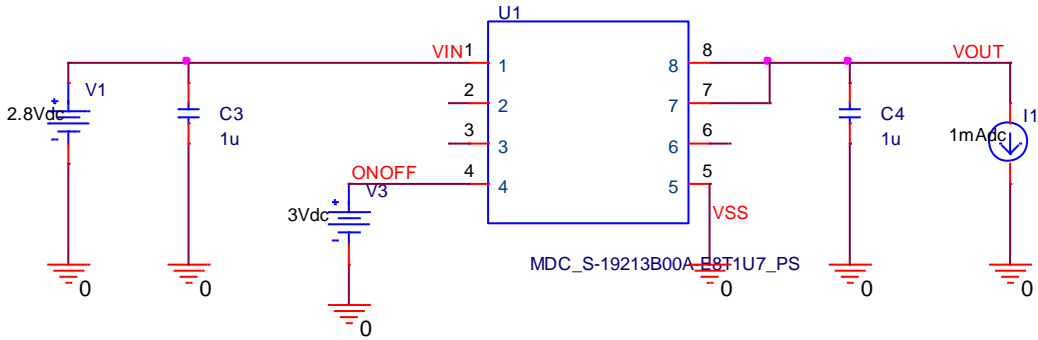 U1
VIN 1 1 8 8 VOUT
V1 2 2 7 7
2.8Vdc C3 C4 I1
1u 3 3 6 6 1u 1mAdc
ONOFF 4 4 5 5
V3 VSS
3Vdc
MDC_S-19213B00A-E8T1U7_PS
0 0 0 0 0
0